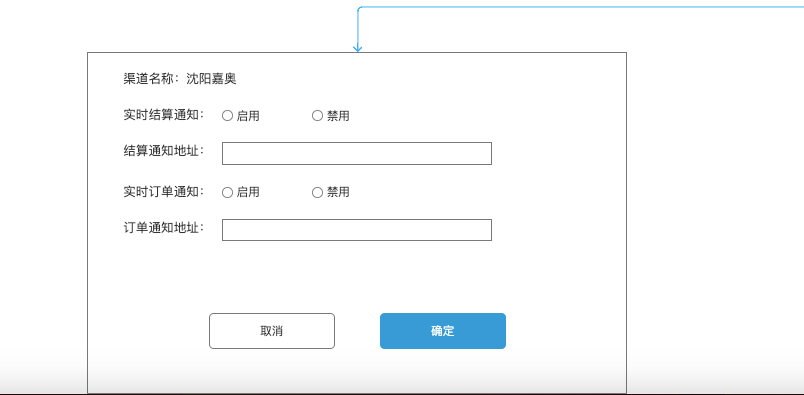 渠道名称：沈阳嘉奥
实时结算通知： 启用 禁用
结算通知地址：
实时订单通知： 启用 禁用
订单通知地址：
取消 确定